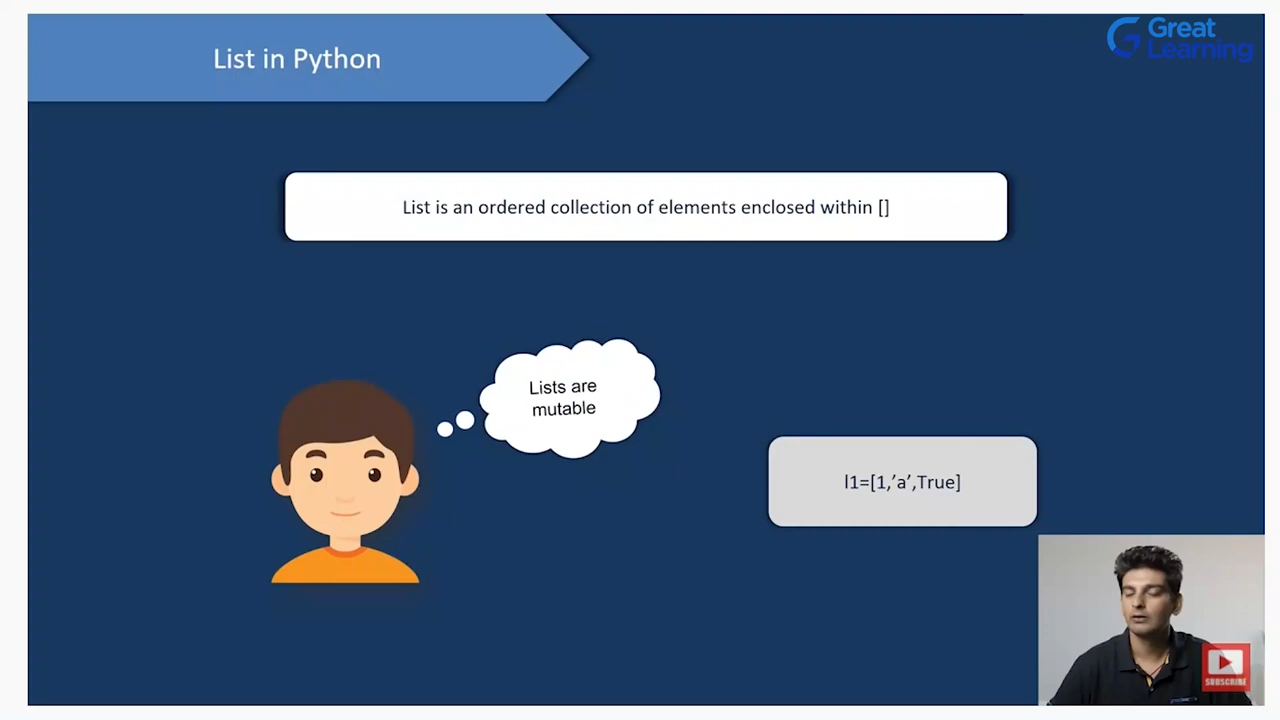 List in Python
Great
Learning
List is an ordered collection of elements enclosed within []
Lists are
mutable
l1=[1,’a’,True]
SUBSCRIBE